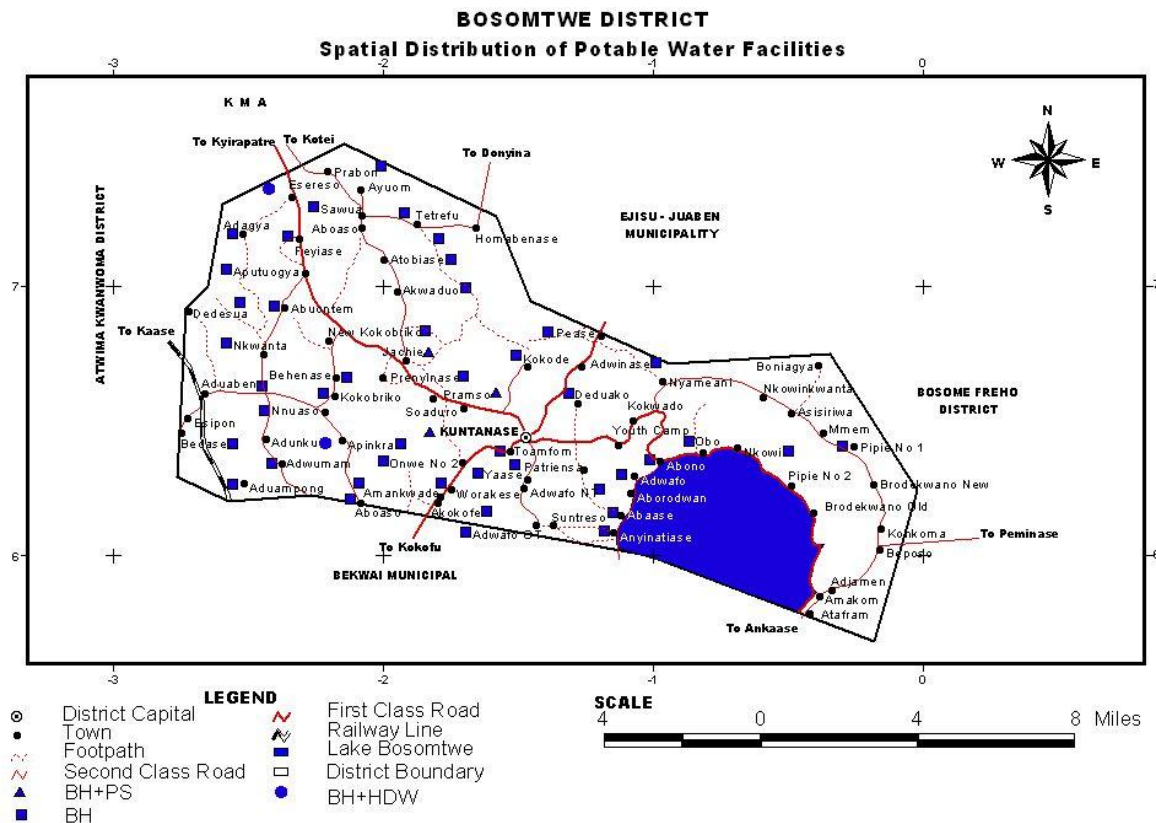 BOSOMTWE DISTRICT
Spatial Distribution of Potable Water Facilities
-3 -2 -1 0
K M A
N
W E
S
To Kyirapatre To Kotei
To Donyina
Prabon
Esereso Ayuom
Sawua Tetrefu
Adagya Aboaso Homabenase
Feyiase
EJISU - JUABEN
MUNICIPALITY
ATWIMA KWANWOMA DISTRICT
Aputuogya Atobiase
7
Akwaduo
Dedesua Abuontem
To Kaase
New Kokobriko Pease
Nkwanta Jachie Kokode Adwinase Boniagya
Aduaben Behenase Prenyinase Pramso Nyameani Nkowinkwanta
BOSOME FREHO
DISTRICT
Kokobriko Deduako Asisiriwa
Esipon Nnuaso Soaduro Kokwado Mmem
Bedase KUNTANASE Youth Camp Pipie No 1
Adunku Apinkra Toamfom Obo Nkowi
Adwumam Onwe No 2 Patriensa Abono Pipie No 2
Yaase Adwafo
Aduampong Amankwade Worakese Adwafo N1 Aborodwan Brodekwano New
Aboaso Akokofe Abaase Brodekwano Old
Suntreso
Adwafo OT Anyinatiase Konkoma
To Peminase
6 To Kokofu Beposo 6
BEKWAI MUNICIPAL
Adjamen
Amakom
Atafram
To Ankaase
-3 -2 -1 0
LEGEND
District Capital
Town
Footpath
Second Class Road
BH+PS
BH
First Class Road
Railway Line
Lake Bosomtwe
District Boundary
BH+HDW
SCALE
4 0 4 8 Miles